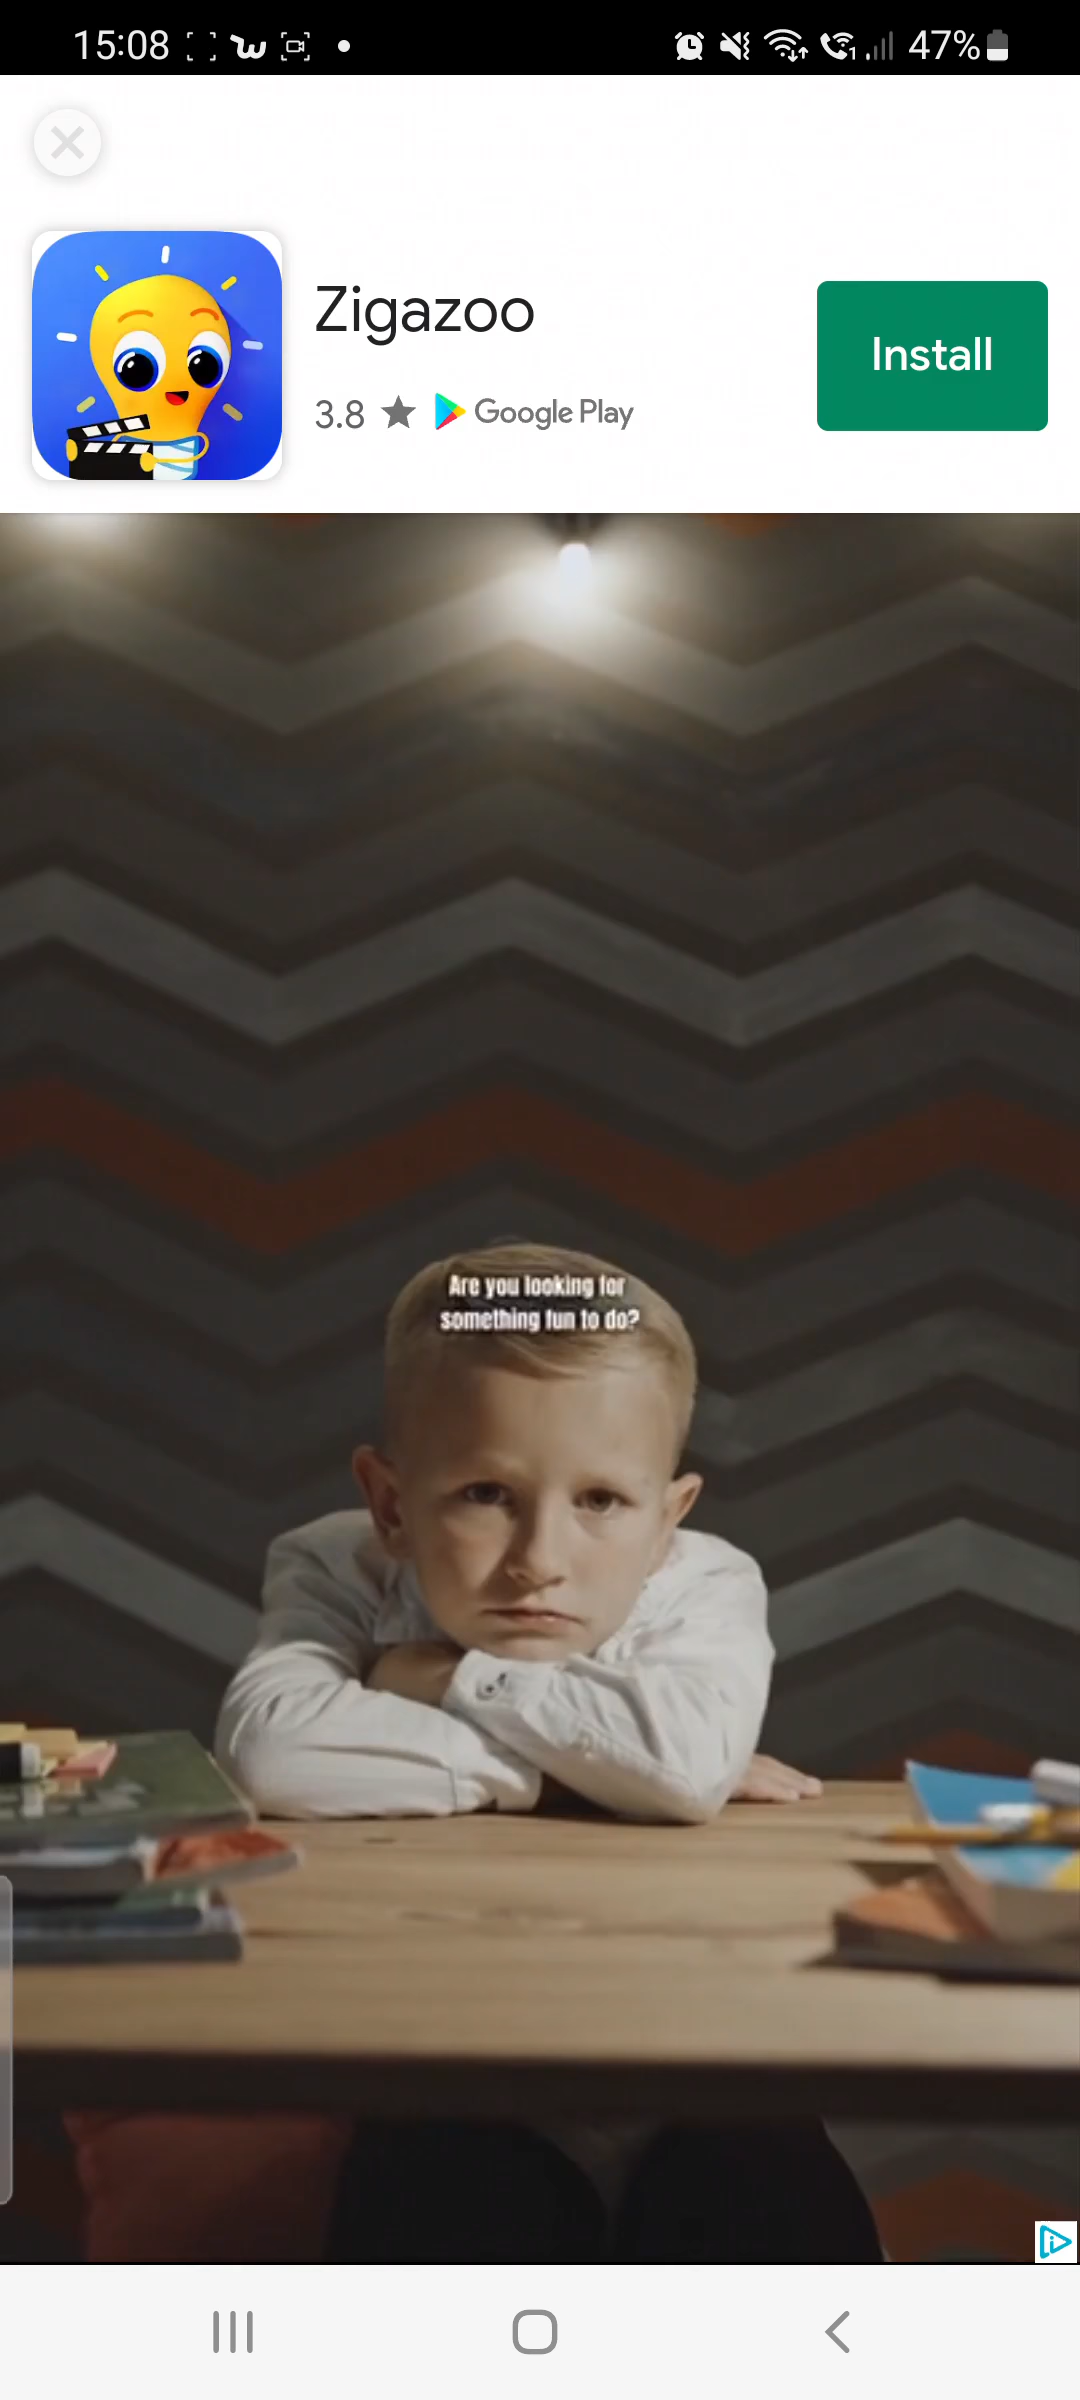 15:08
47%
Zigazoo
3.8
Google Play
Install
Are you looking for
something fun to do?